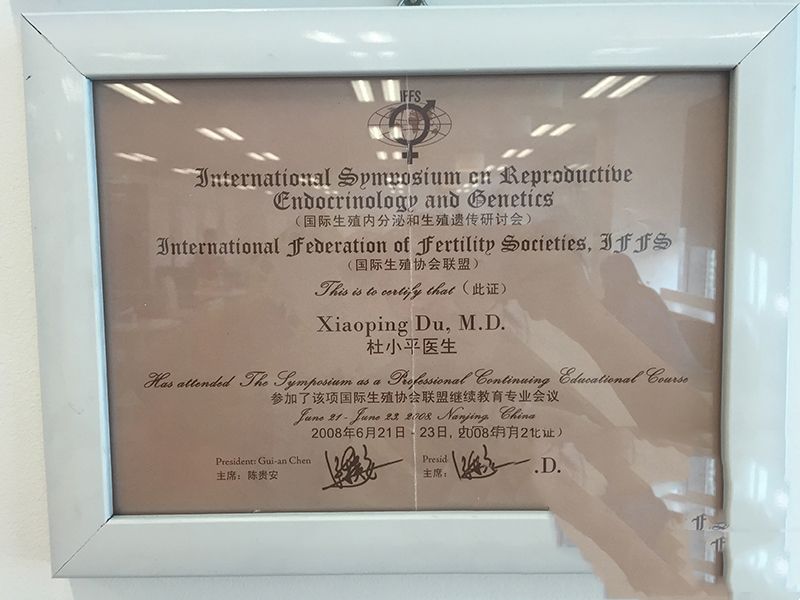 IFFS
International Symposium on Reproductive
Endocrinology and Genetics
(国际生殖内分泌和生殖遗传研讨会)
International Federation of Fertility Societies, IFFS
(国际生殖协会联盟)
This is to certify that (此证)
Xiaoping Du, M.D.
杜小平医生
Has attended The Symposium as a Professional Continuing Educational Course
参加了该项国际生殖协会联盟继续教育专业会议
June 21 - June 23, 2008, Nanjing, China
2008年6月21日 - 23日,
President: Gui-an Chen
Presid
.D.
主席：陈贵安
主席：